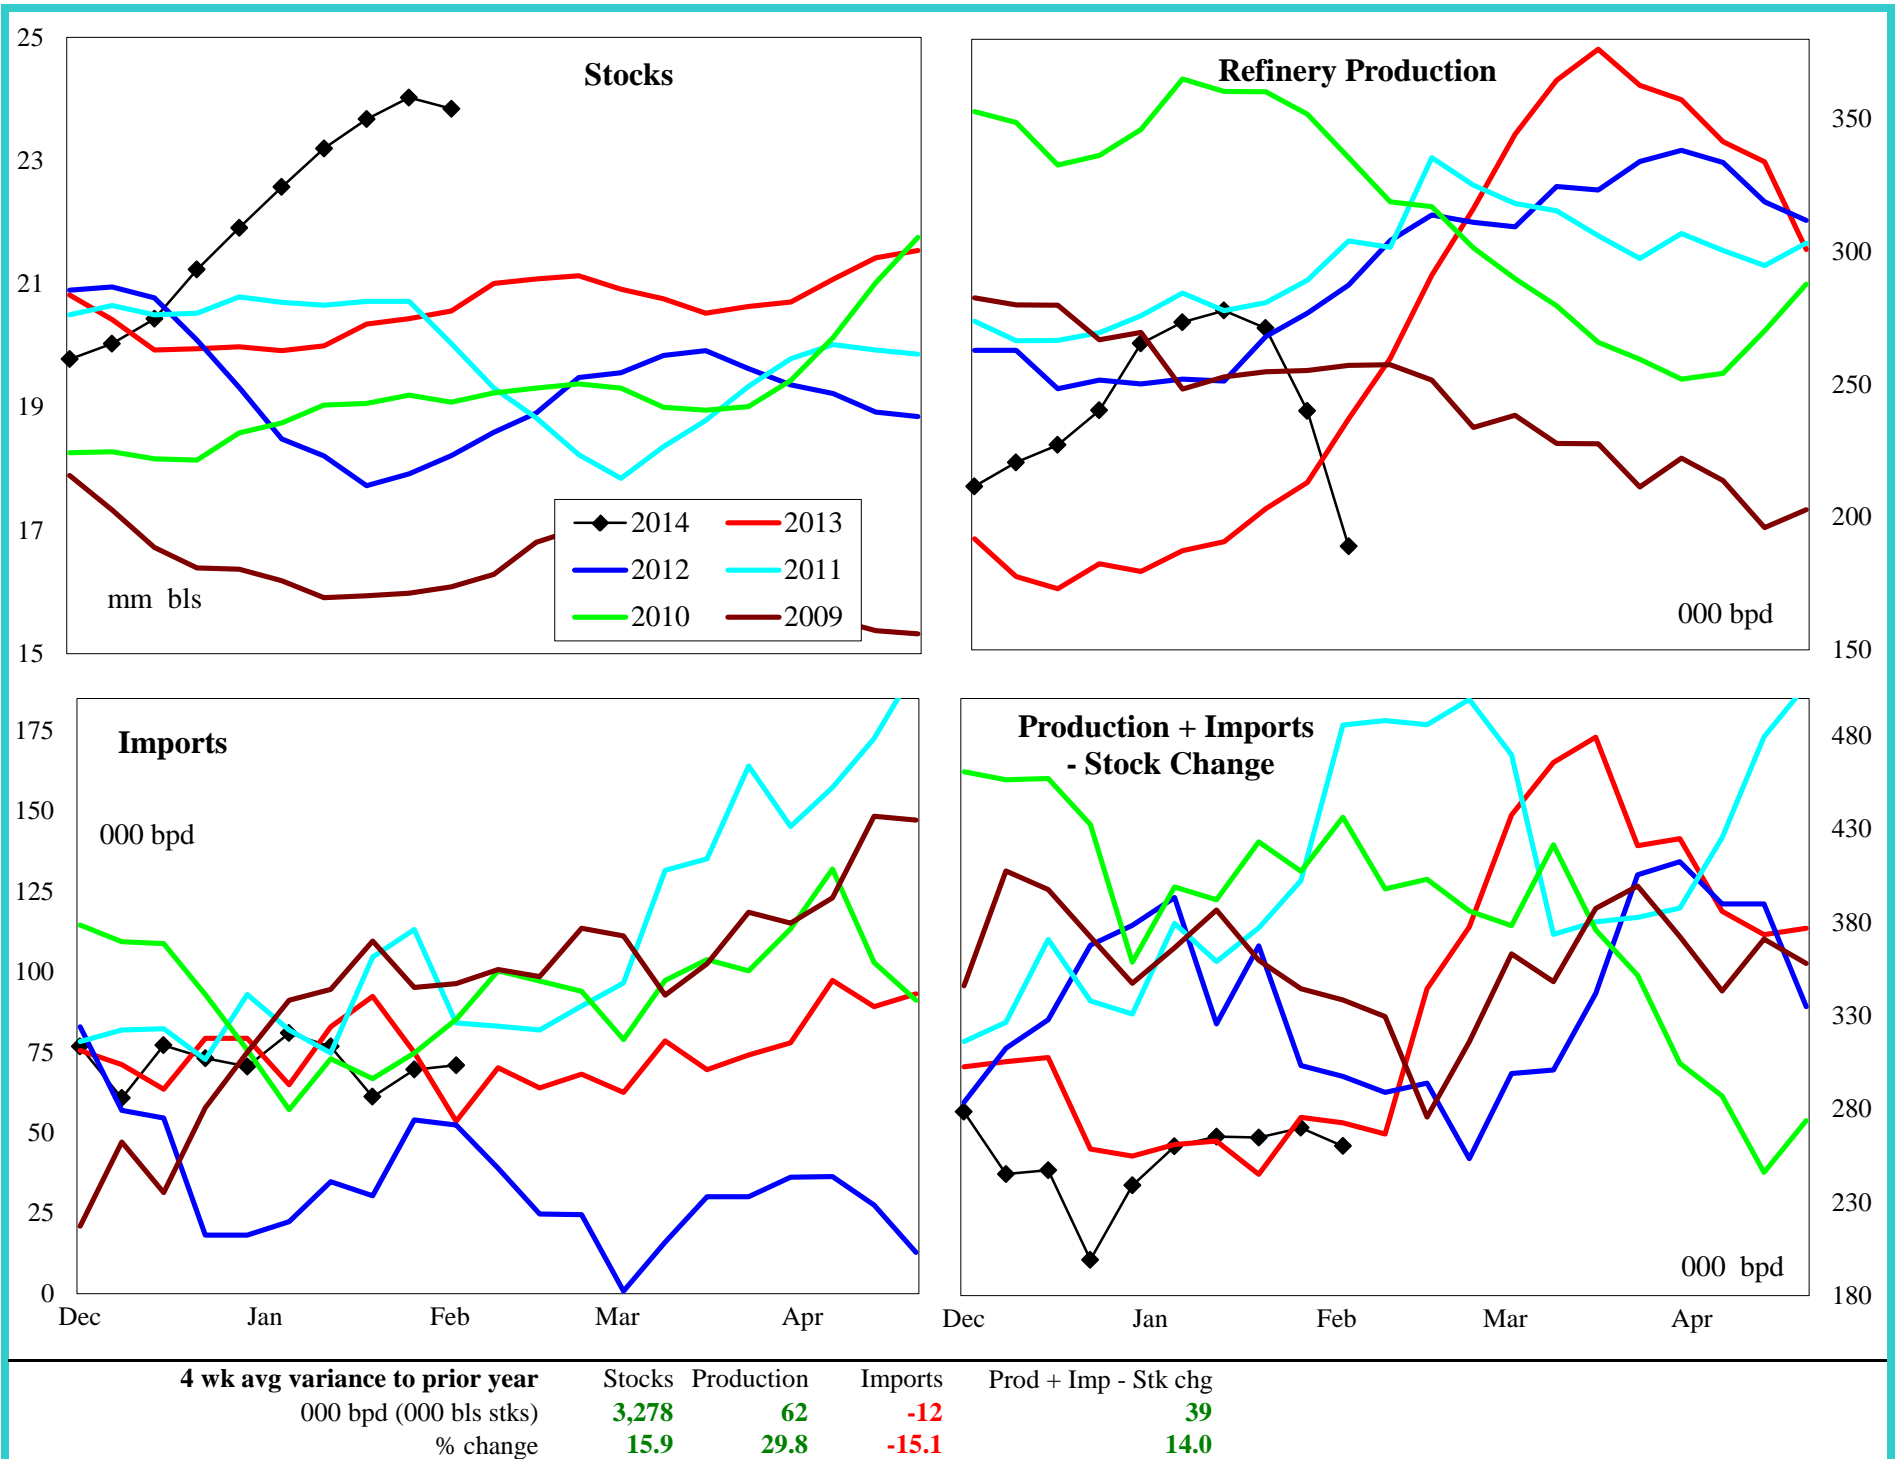 Stocks
25
23
21
19
17
15
mm bls
2014 2013
2012 2011
2010 2009
Refinery Production
350
300
250
200
150
000 bpd
Imports
000 bpd
175
150
125
100
75
50
25
0
Dec Jan Feb Mar Apr
Production + Imports
- Stock Change
480
430
380
330
280
230
180
000 bpd
Dec Jan Feb Mar Apr
4 wk avg variance to prior year Stocks Production Imports Prod + Imp - Stk chg
000 bpd (000 bls stks) 3,278 62 -12 39
% change 15.9 29.8 -15.1 14.0